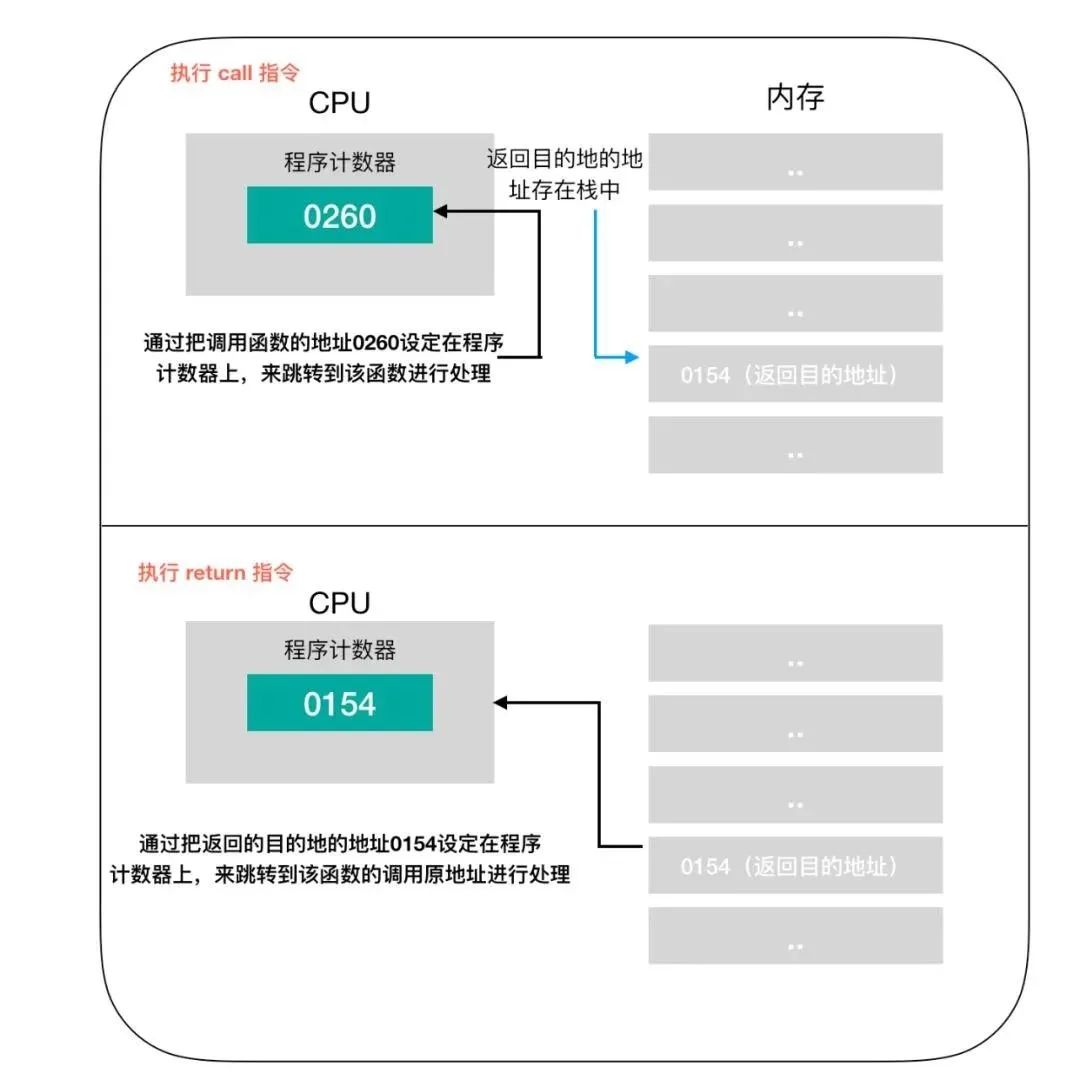 执行 call 指令
CPU
内存
程序计数器
0260
返回目的地的地
址存在栈中
..
..
..
0154（返回目的地址）
..
通过把调用函数的地址0260设定在程序
计数器上，来跳转到该函数进行处理
执行 return 指令
CPU
程序计数器
0154
..
..
..
0154（返回目的地址）
..
通过把返回的目的地的地址0154设定在程序
计数器上，来跳转到该函数的调用原地址进行处理